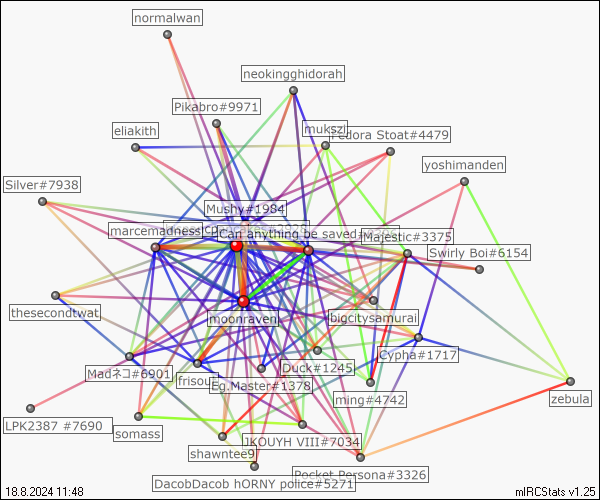 normalwan
neokingghidorah
Pikabro#9971
eliakith
mukszi
Fedora Stoat#4479
yoshimanden
Silver#7938
Mushy#1984
marcemadness
Can anything be saved
Majestic#3375
Swirly Boi#6154
thesecondtwat
moonraven
bigcitysamurai
Cypha#1717
Duck#1245
Madネコ#6901
frisout
Eg.Master#1378
ming#4742
zebula
LPK2387 #7690
somass
JKOUYH VIII#7034
shawntee9
Pocket Persona#3326
DacobDacob hORNY police#5271
18.8.2024 11:48
mIRCStats v1.25